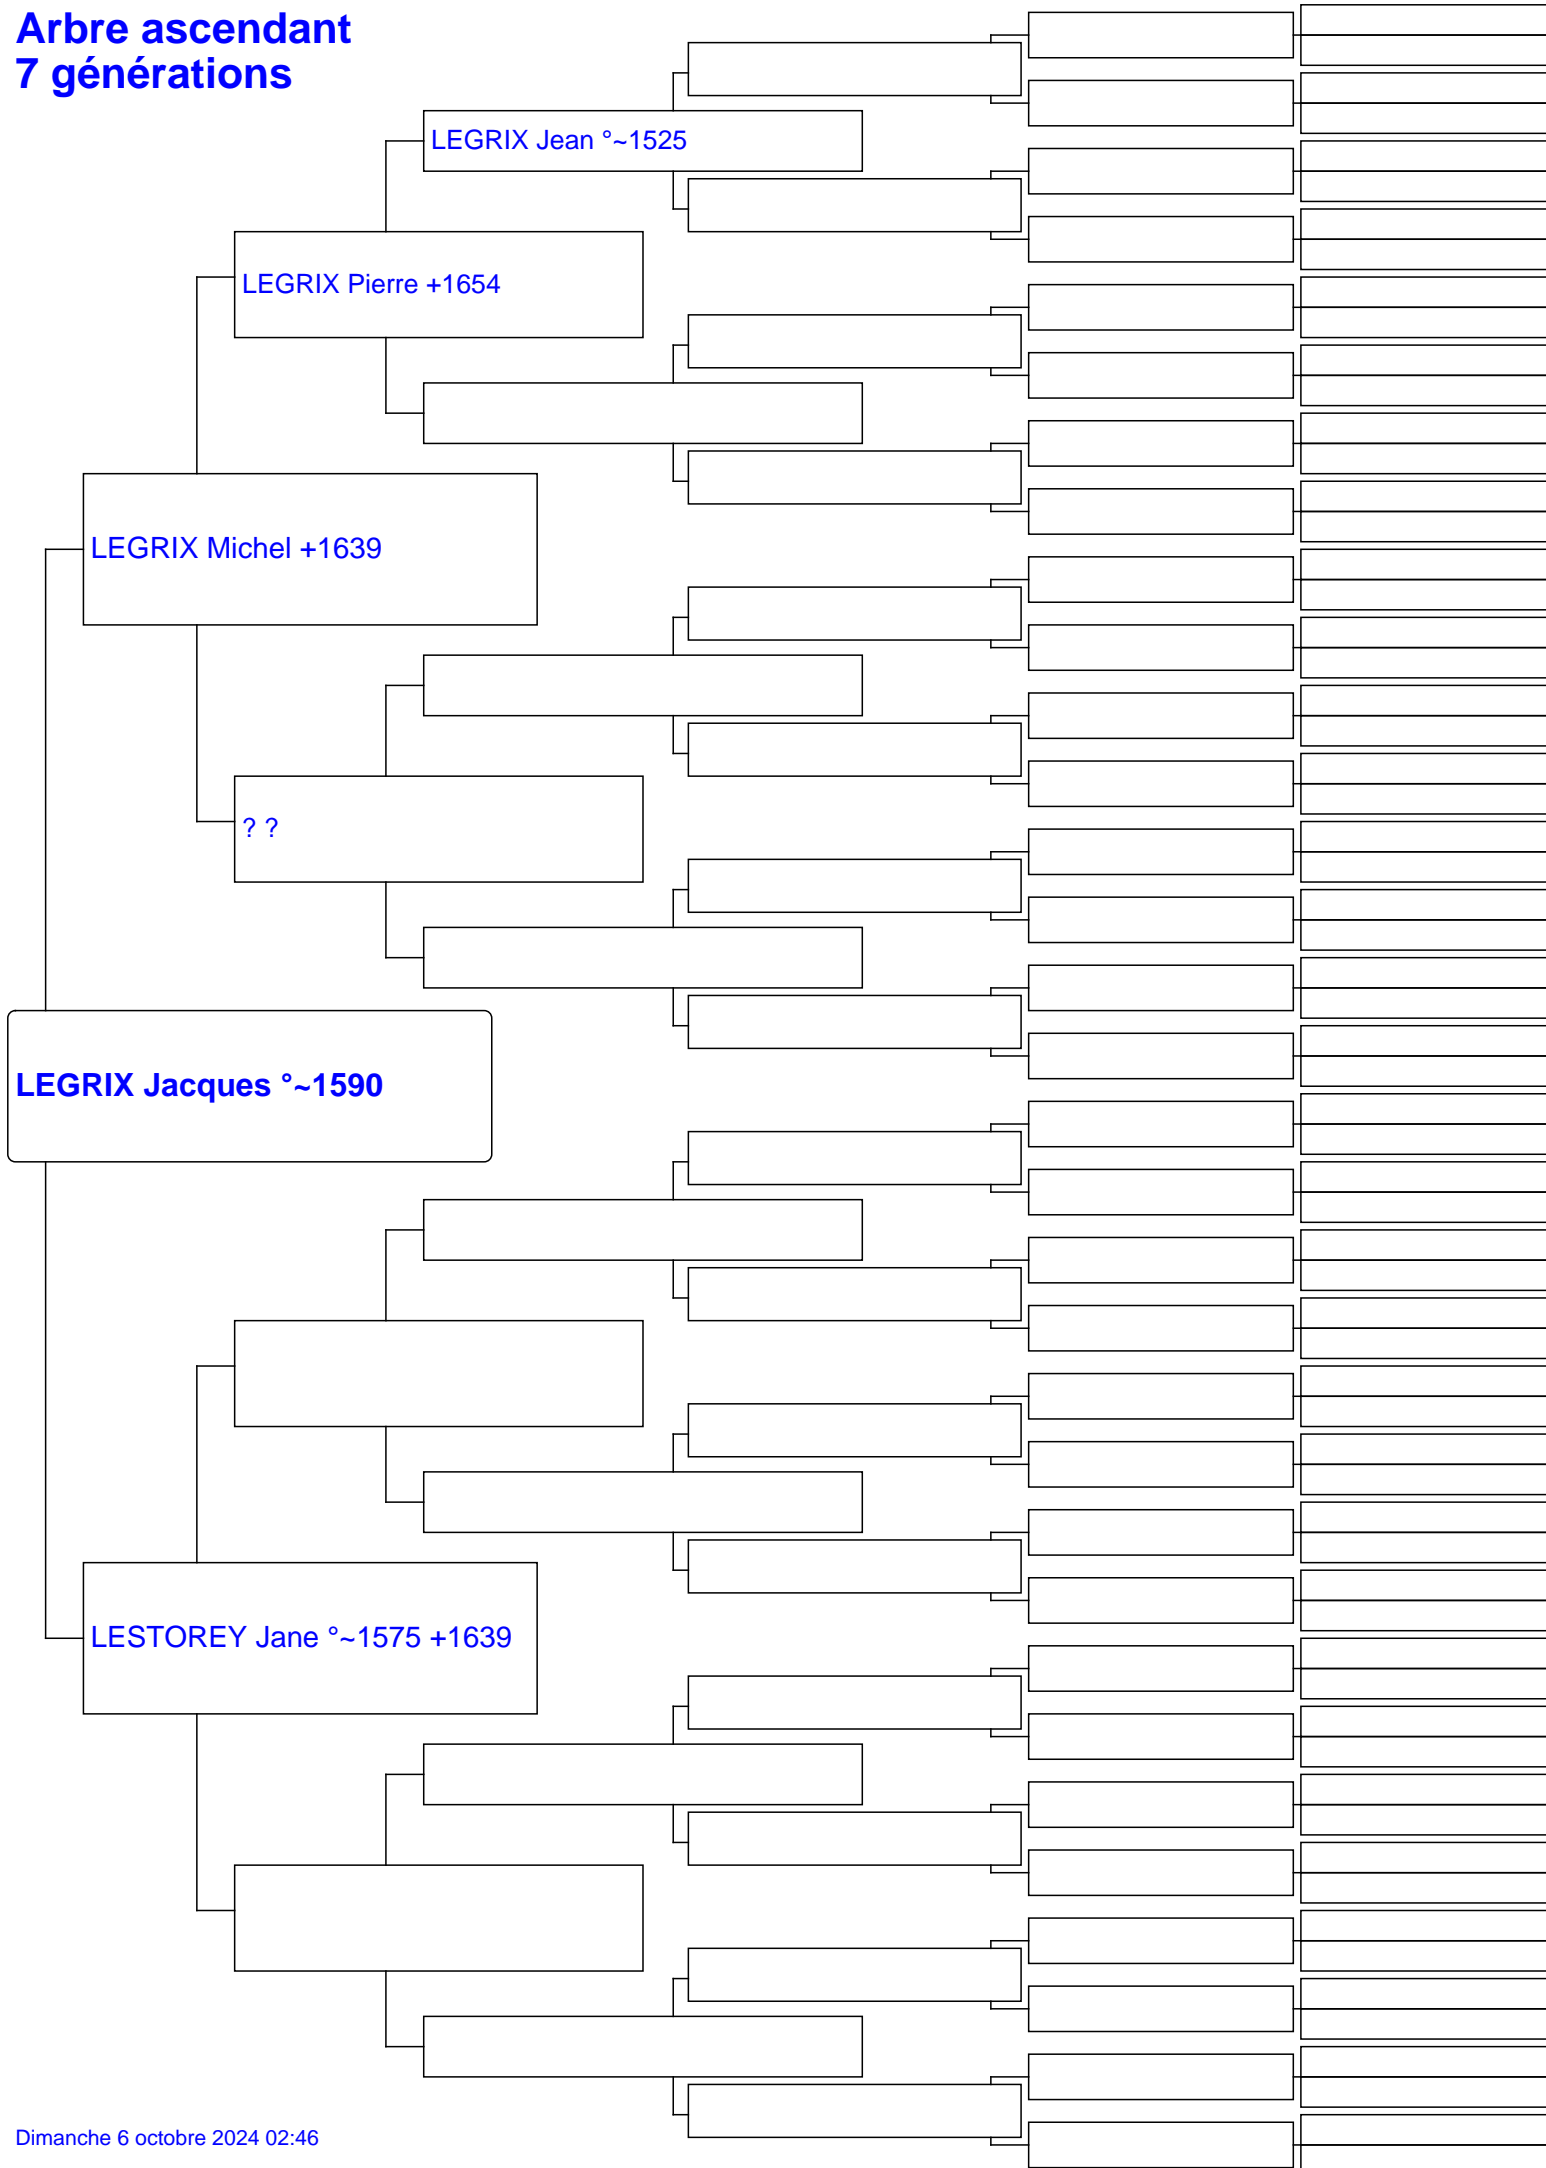 Arbre ascendant
7 générations
LEGRIX Jean °~1525
LEGRIX Pierre +1654
LEGRIX Michel +1639
? ?
LEGRIX Jacques °~1590
LESTOREY Jane °~1575 +1639
Dimanche 6 octobre 2024 02:46